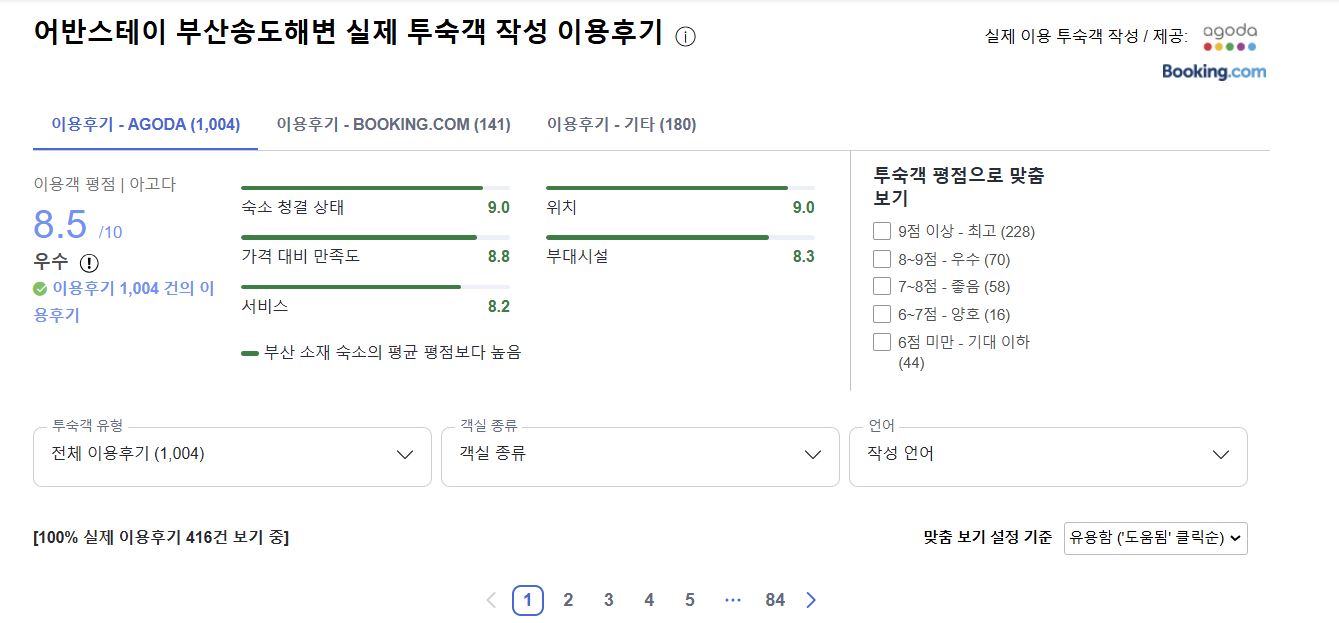 어반스테이 부산송도해변 실제 투숙객 작성 이용후기
실제 이용 투숙객 작성 / 제공:
agoda
Booking.com
이용후기 - AGODA (1,004)
이용후기 - BOOKING.COM (141)
이용후기 - 기타 (180)
이용객 평점 | 아고다
8.5 /10
우수
이용후기 1,004 건의 이
용후기
숙소 청결 상태 9.0
가격 대비 만족도 8.8
서비스 8.2
위치 9.0
부대시설 8.3
부산 소재 숙소의 평균 평점보다 높음
투숙객 평점으로 맞춤
보기
9점 이상 - 최고 (228)
8~9점 - 우수 (70)
7~8점 - 좋음 (58)
6~7점 - 양호 (16)
6점 미만 - 기대 이하
(44)
투숙객 유형
전체 이용후기 (1,004)
객실 종류
객실 종류
언어
작성 언어
[100% 실제 이용후기 416건 보기 중]
맞춤 보기 설정 기준
유용함 ('도움됨' 클릭순)
1 2 3 4 5 ... 84